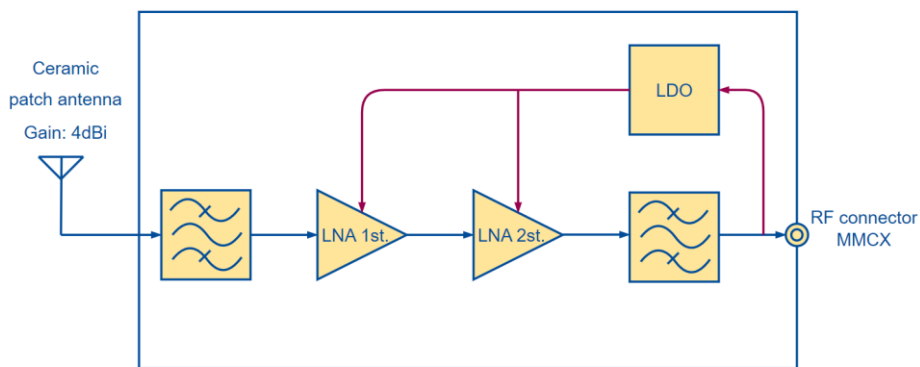 Ceramic
patch antenna
Gain: 4dBi
LDO
LNA 1st.
LNA 2st.
RF connector
MMCX